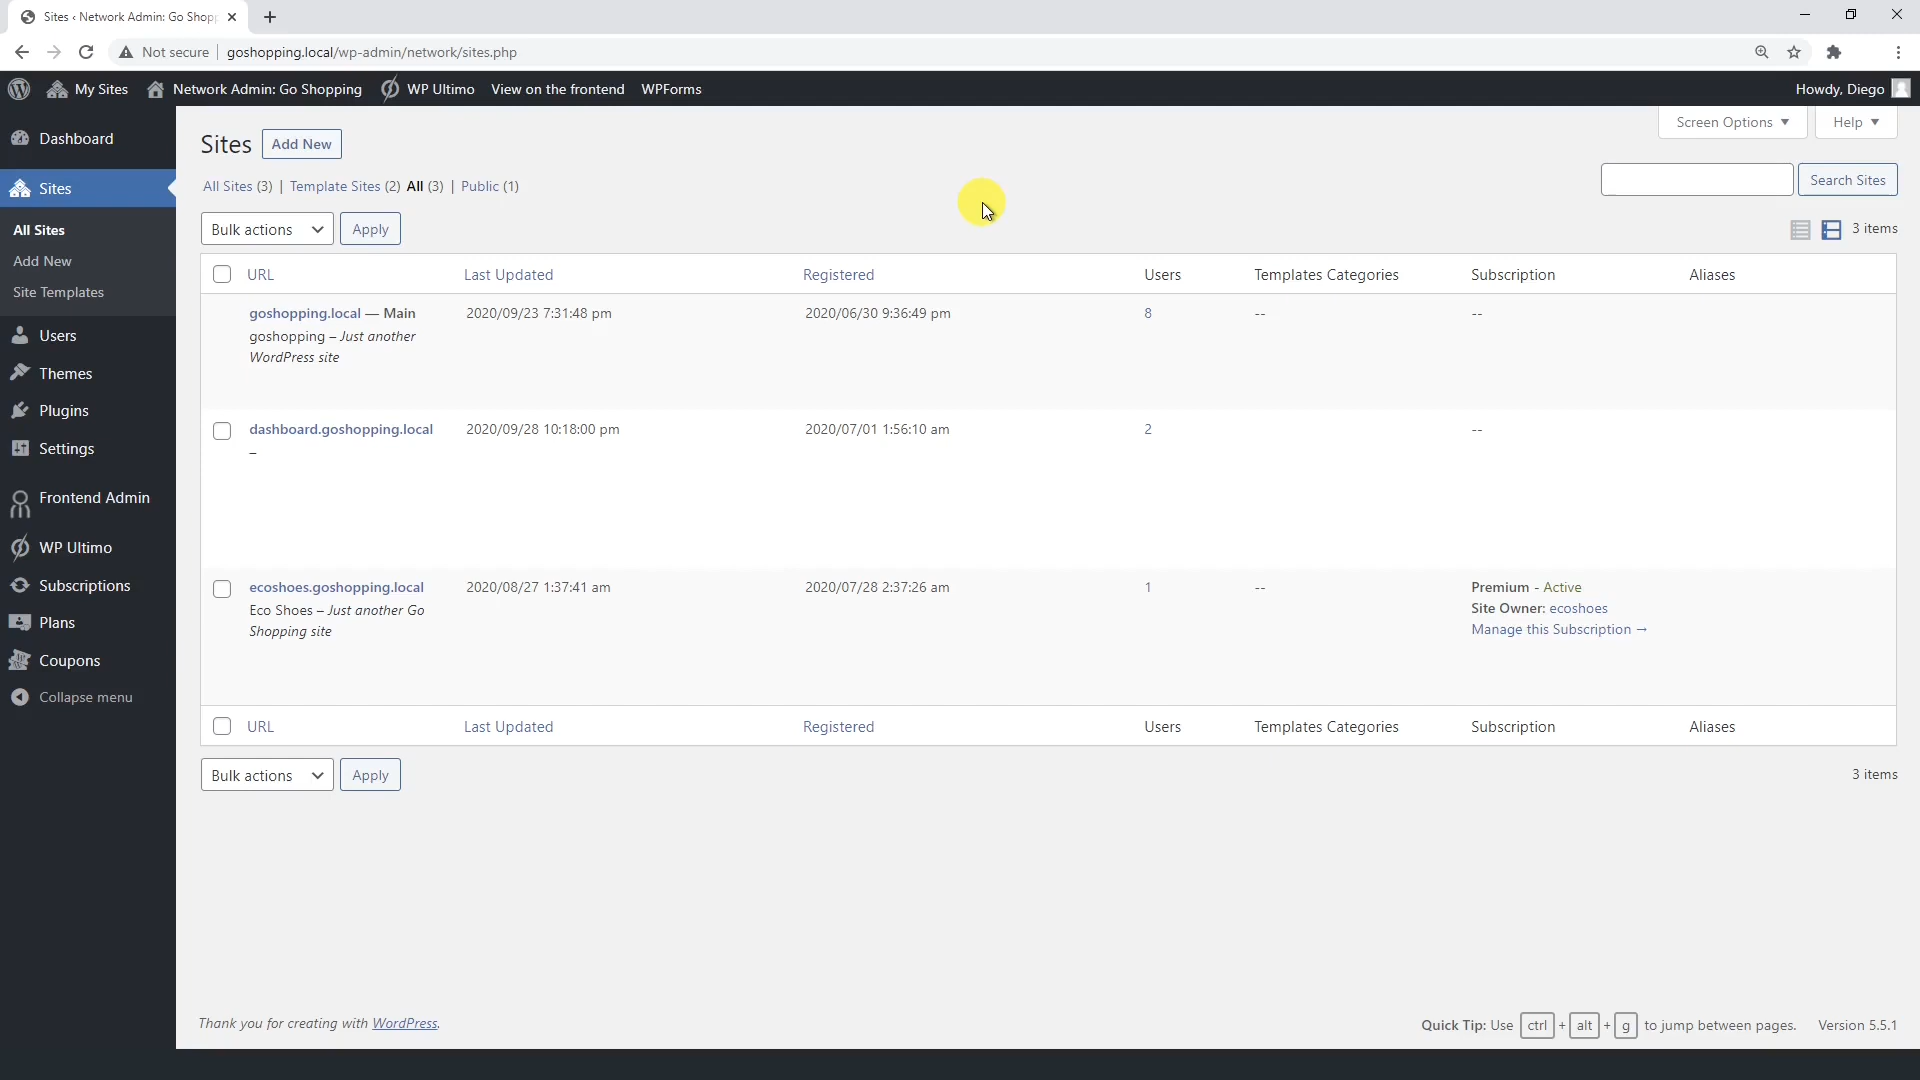 Sites ‹ Network Admin: Go Shopp
Not secure goshopping.local/wp-admin/network/sites.php
My Sites Network Admin: Go Shopping WP Ultimo View on the frontend WPForms Howdy, Diego
Screen Options Help
Dashboard
Sites
All Sites
Add New
Site Templates
Users
Themes
Plugins
Settings
Frontend Admin
WP Ultimo
Subscriptions
Plans
Coupons
Collapse menu
Sites Add New
All Sites (3) | Template Sites (2) All (3) | Public (1)
Search Sites
Bulk actions Apply 3 items
URL Last Updated Registered Users Templates Categories Subscription Aliases
goshopping.local — Main 2020/09/23 7:31:48 pm 2020/06/30 9:36:49 pm 8 -- --
goshopping – Just another
WordPress site
dashboard.goshopping.local 2020/09/28 10:18:00 pm 2020/07/01 1:56:10 am 2 --
–
ecoshoes.goshopping.local 2020/08/27 1:37:41 am 2020/07/28 2:37:26 am 1 -- Premium - Active
Eco Shoes – Just another Go Site Owner: ecoshoes
Shopping site Manage this Subscription →
URL Last Updated Registered Users Templates Categories Subscription Aliases
Bulk actions Apply 3 items
Thank you for creating with WordPress. Quick Tip: Use ctrl + alt + g to jump between pages. Version 5.5.1